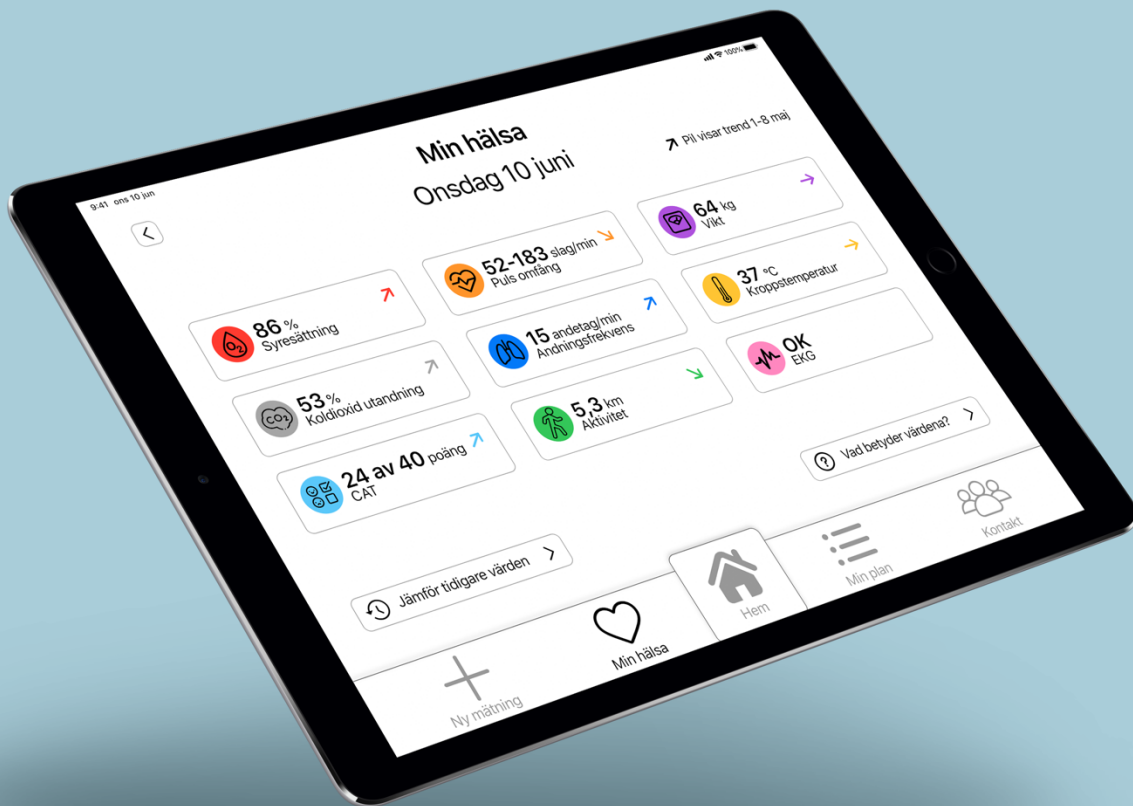 9:41 ons 10 jun
100%
Min hälsa
Onsdag 10 juni
Pil visar trend 1-8 maj
86 %
Syresättning
52-183 slag/min
Puls omfång
64 kg
Vikt
53 %
Koldioxid utandning
15 andetag/min
Andningsfrekvens
37 °C
Kroppstemperatur
24 av 40 poäng
CAT
5,3 km
Aktivitet
OK
EKG
O2
CO2
Vad betyder värdena?
Jämför tidigare värden
Ny mätning
Min hälsa
Hem
Min plan
Kontakt